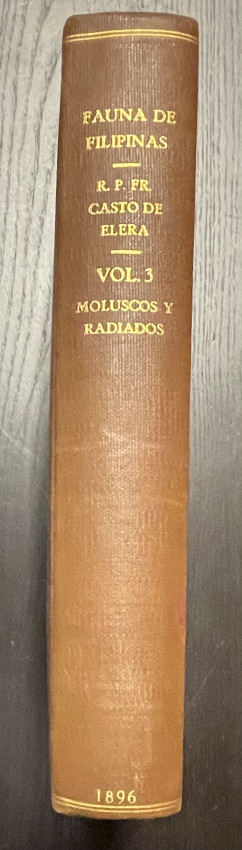 FAUNA DE
FILIPINAS
R. P. FR.
CASTO DE
ELERA
VOL. 3
MOLUSCOS Y
RADIADOS
1896